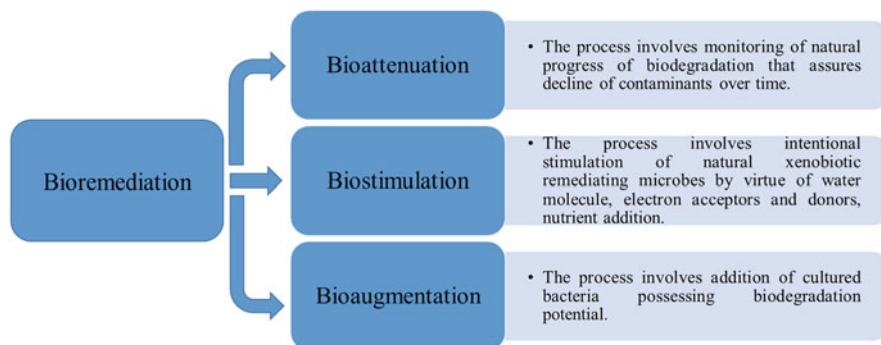 Bioremediation
Bioattenuation
• The process involves monitoring of natural
progress of biodegradation that assures
decline of contaminants over time.
Biostimulation
• The process involves intentional
stimulation of natural xenobiotic
remediating microbes by virtue of water
molecule, electron acceptors and donors,
nutrient addition.
Bioaugmentation
• The process involves addition of cultured
bacteria possessing biodegradation
potential.